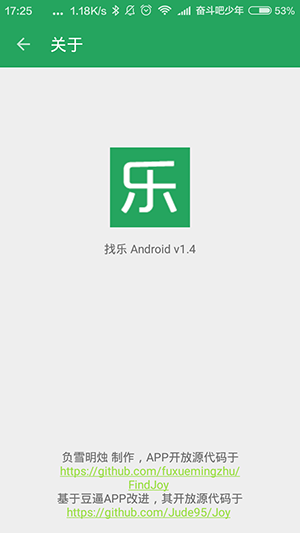 17:25 ... 1.18K/s 奋斗吧少年 53%
← 关于
乐
找乐 Android v1.4
负雪明烛 制作，APP开放源代码于
https://github.com/fuxuemingzhu/
FindJoy
基于豆逼APP改进，其开放源代码于
https://github.com/Jude95/Joy